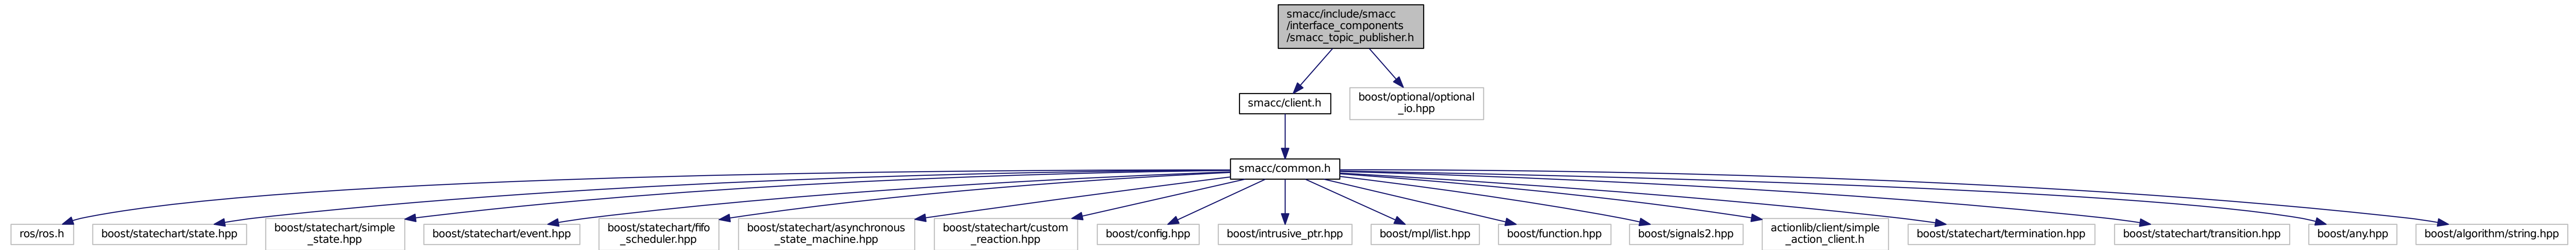 smacc/include/smacc
/interface_components
/smacc_topic_publisher.h
smacc/client.h
boost/optional/optional
_io.hpp
smacc/common.h
ros/ros.h
boost/statechart/state.hpp
boost/statechart/simple
_state.hpp
boost/statechart/event.hpp
boost/statechart/fifo
_scheduler.hpp
boost/statechart/asynchronous
_state_machine.hpp
boost/statechart/custom
_reaction.hpp
boost/config.hpp
boost/intrusive_ptr.hpp
boost/mpl/list.hpp
boost/function.hpp
boost/signals2.hpp
actionlib/client/simple
_action_client.h
boost/statechart/termination.hpp
boost/statechart/transition.hpp
boost/any.hpp
boost/algorithm/string.hpp